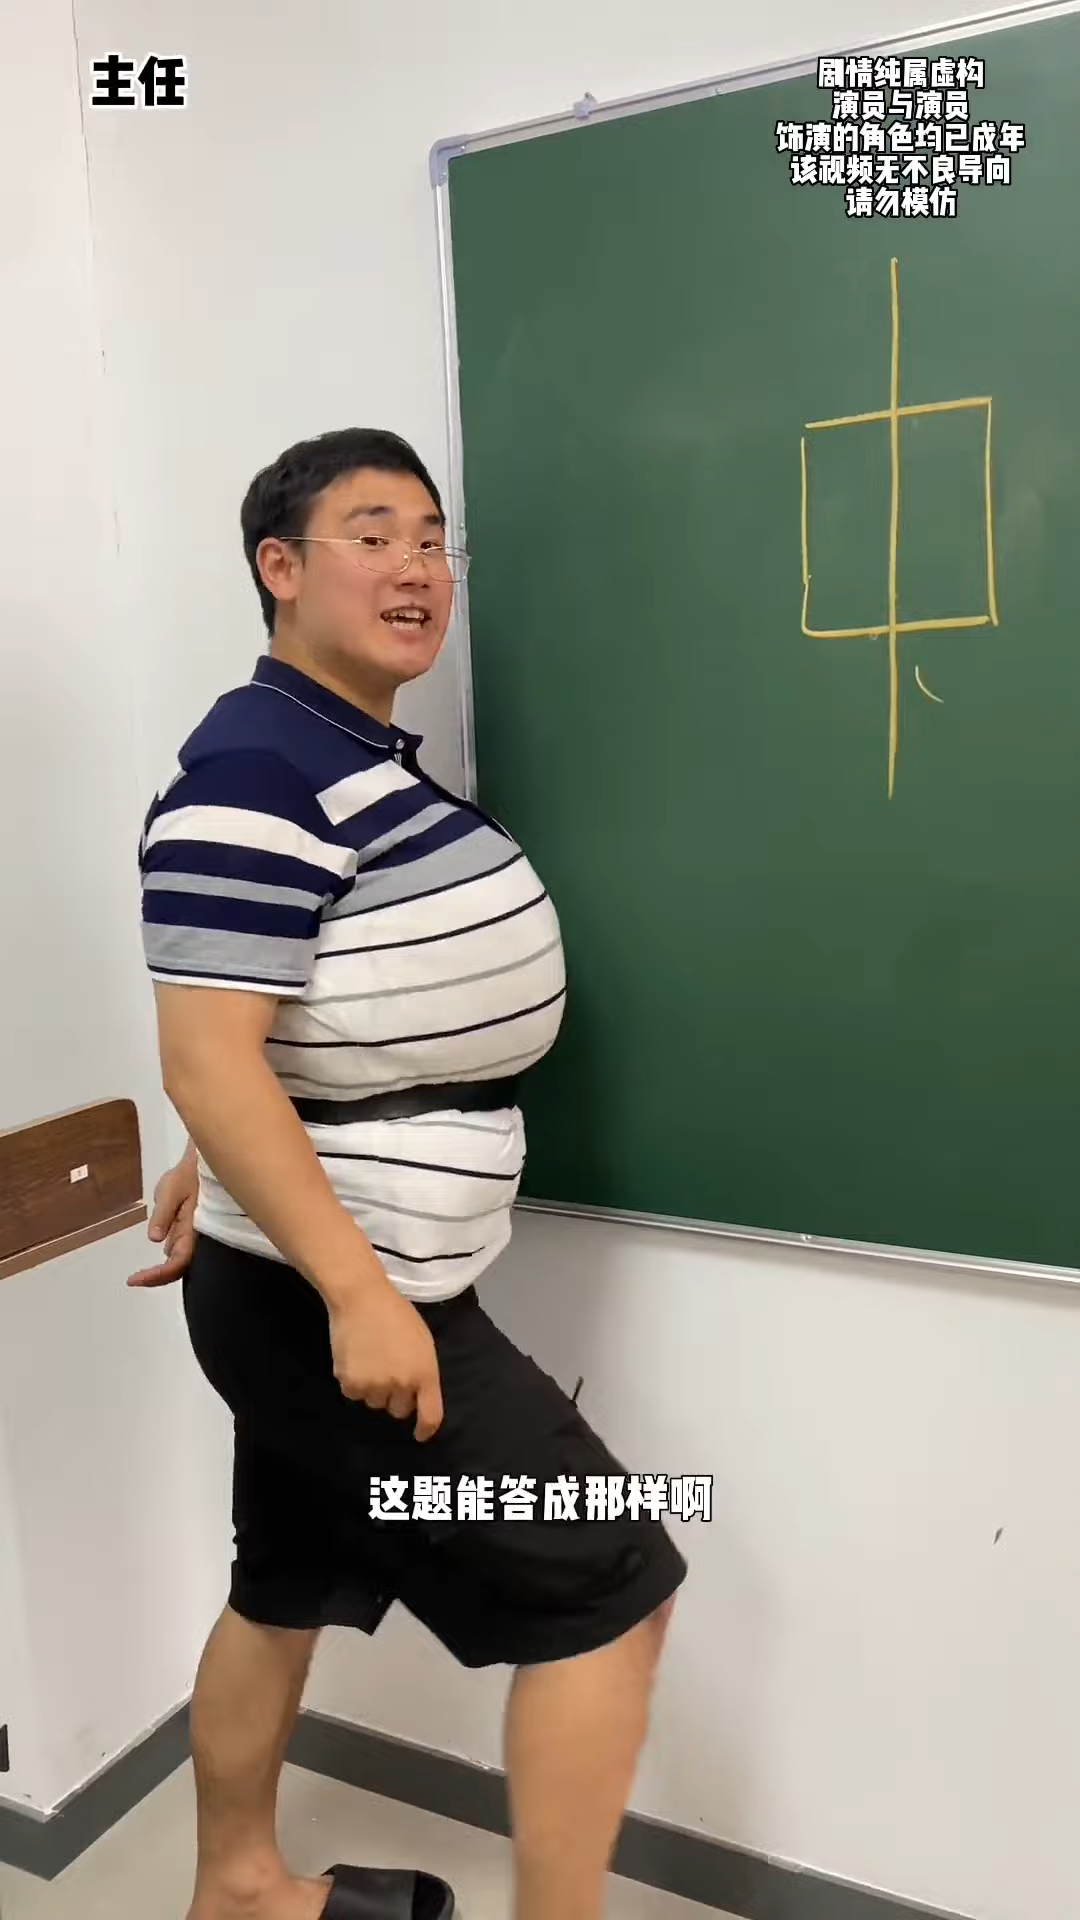 主任
剧情纯属虚构
演员与演员
饰演的角色均已成年
该视频无不良导向
请勿模仿
中
这题能答成那样啊